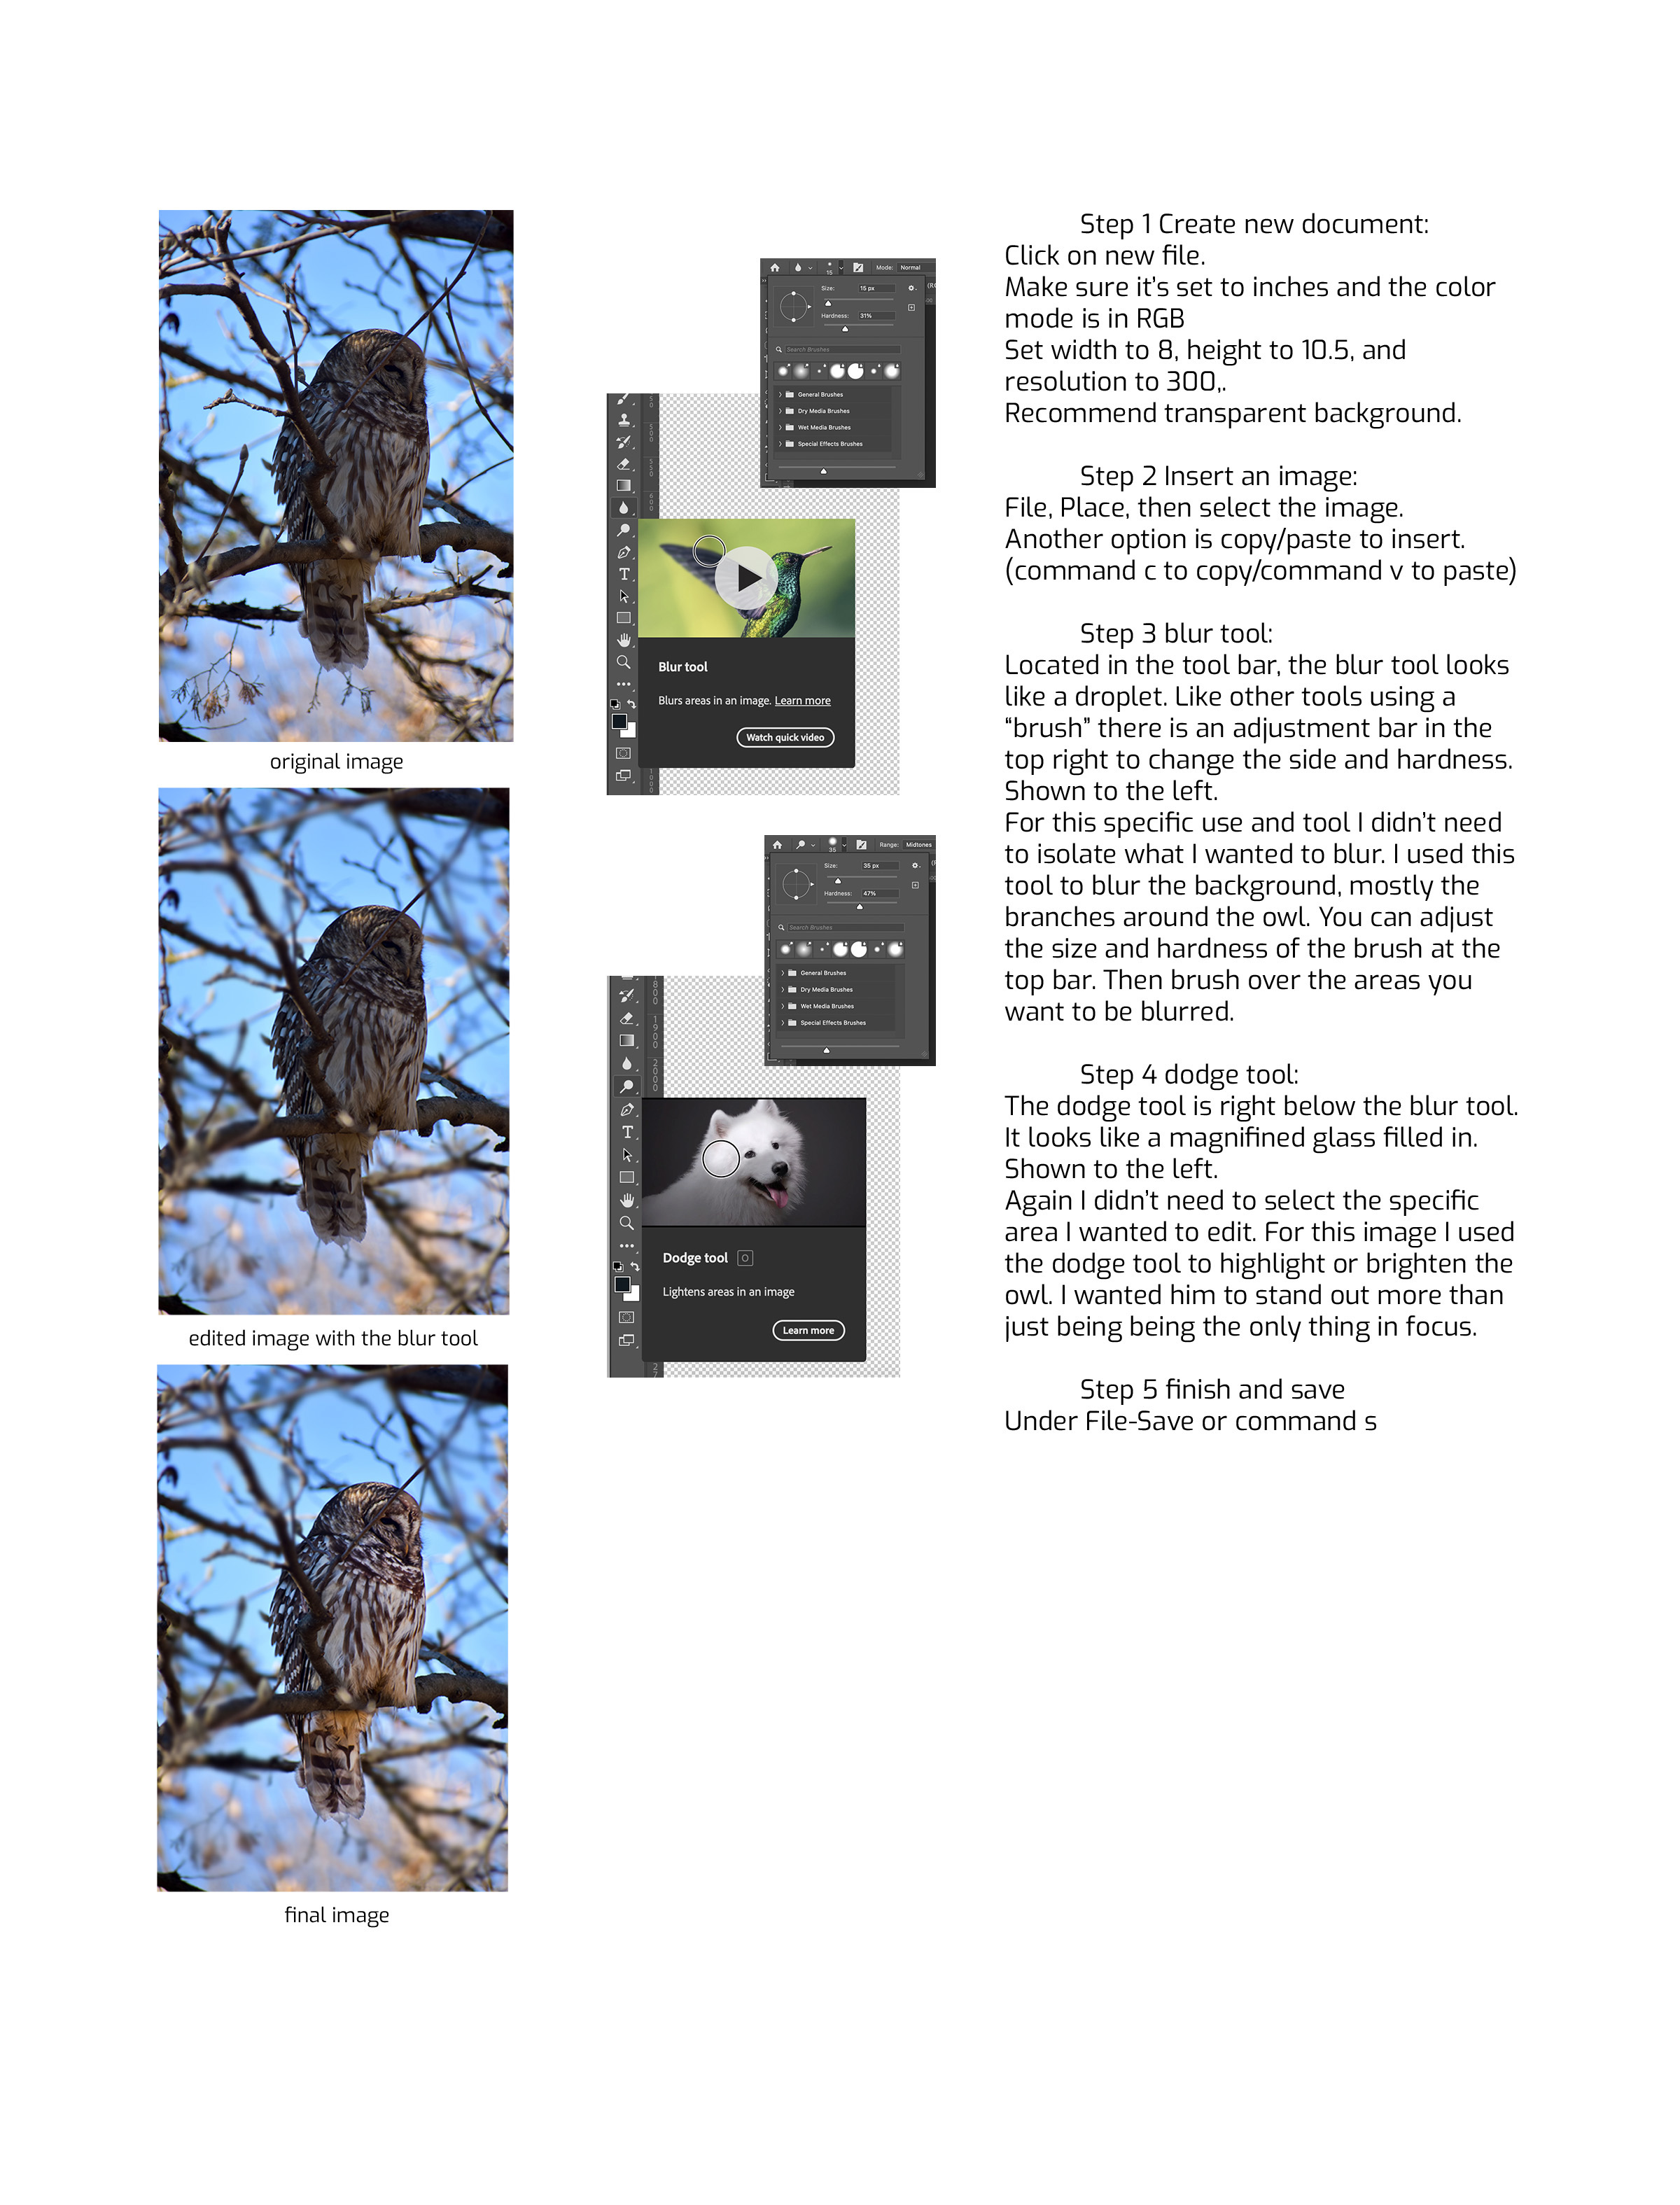 original image
edited image with the blur tool
final image
15
Mode: Normal
Size: 15 px
Hardness: 31%
Search Brushes
General Brushes
Dry Media Brushes
Wet Media Brushes
Special Effects Brushes
Blur tool
Blurs areas in an image. Learn more
Watch quick video
35
Range: Midtones
Size: 35 px
Hardness: 47%
Search Brushes
General Brushes
Dry Media Brushes
Wet Media Brushes
Special Effects Brushes
Dodge tool O
Lightens areas in an image
Learn more
Step 1 Create new document:
Click on new file.
Make sure it's set to inches and the color
mode is in RGB
Set width to 8, height to 10.5, and
resolution to 300,.
Recommend transparent background.
Step 2 Insert an image:
File, Place, then select the image.
Another option is copy/paste to insert.
(command c to copy/command v to paste)
Step 3 blur tool:
Located in the tool bar, the blur tool looks
like a droplet. Like other tools using a
“brush” there is an adjustment bar in the
top right to change the side and hardness.
Shown to the left.
For this specific use and tool I didn't need
to isolate what I wanted to blur. I used this
tool to blur the background, mostly the
branches around the owl. You can adjust
the size and hardness of the brush at the
top bar. Then brush over the areas you
want to be blurred.
Step 4 dodge tool:
The dodge tool is right below the blur tool.
It looks like a magnifined glass filled in.
Shown to the left.
Again I didn't need to select the specific
area I wanted to edit. For this image I used
the dodge tool to highlight or brighten the
owl. I wanted him to stand out more than
just being being the only thing in focus.
Step 5 finish and save
Under File-Save or command s